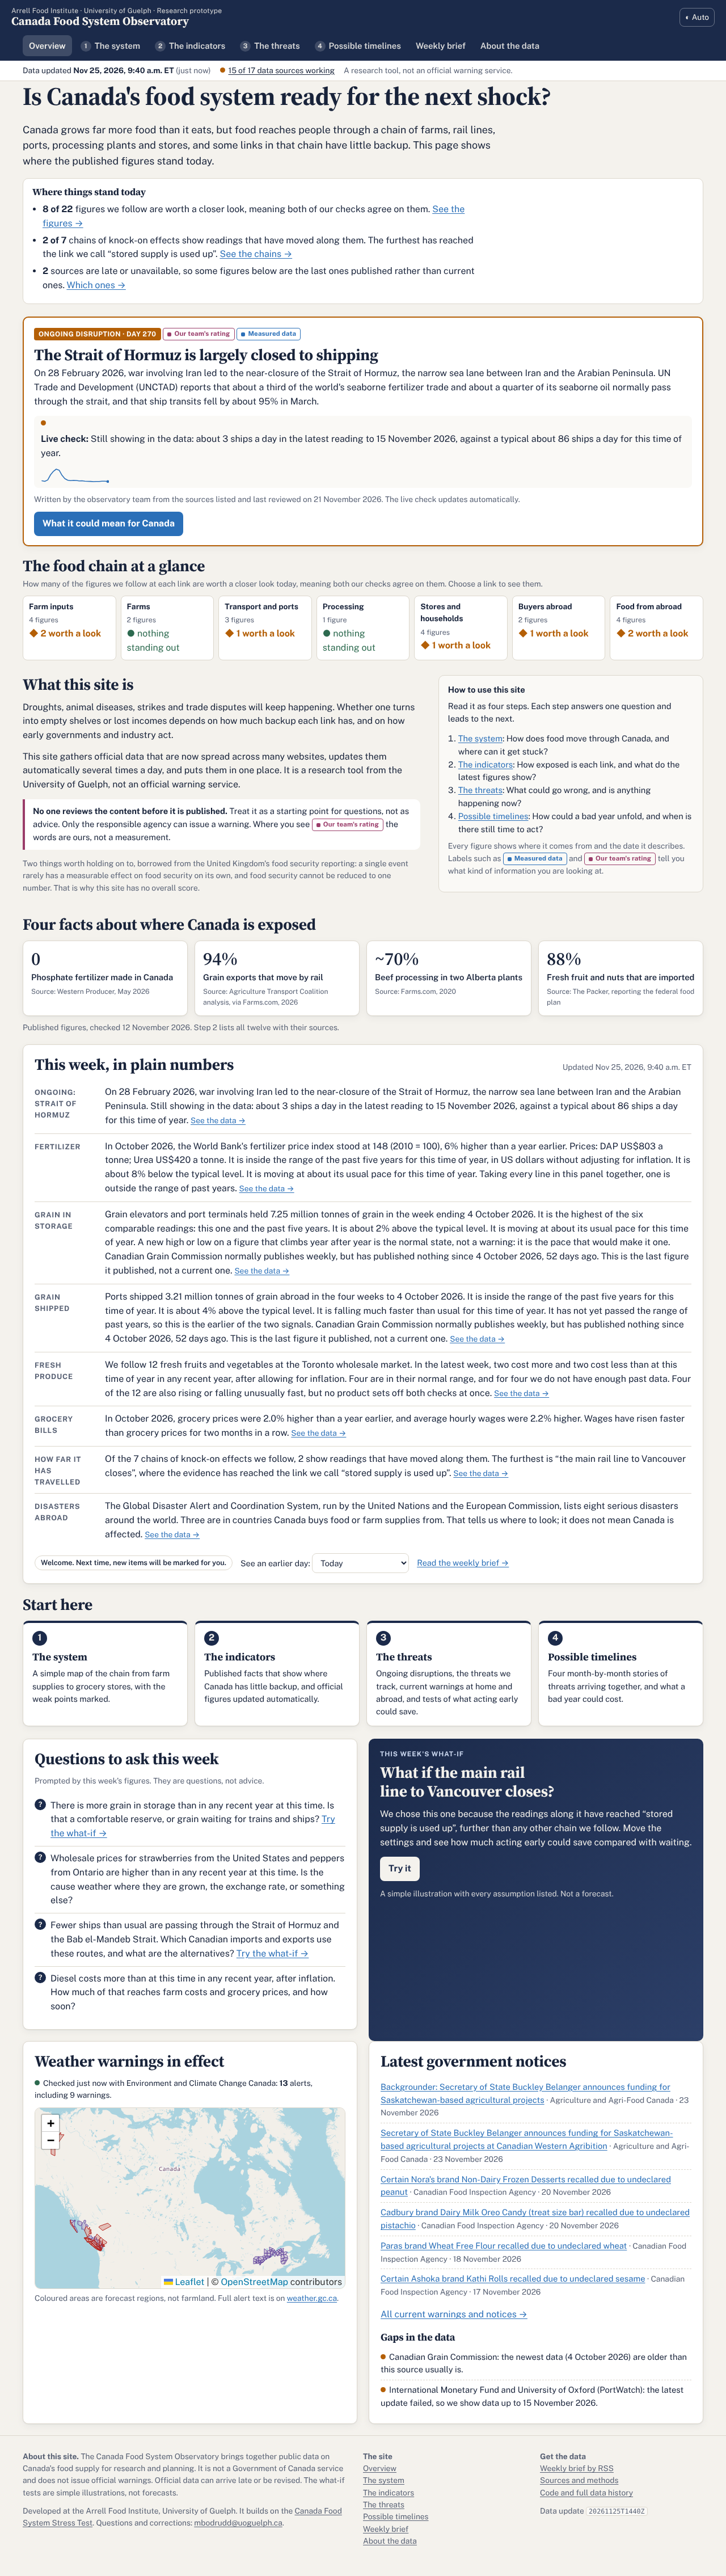 Arrell Food Institute · University of Guelph · Research prototype
Canada Food System Observatory
Auto
Overview
1 The system
2 The indicators
3 The threats
4 Possible timelines
Weekly brief
About the data
Data updated Nov 25, 2026, 9:40 a.m. ET (just now)
15 of 17 data sources working
A research tool, not an official warning service.
Is Canada's food system ready for the next shock?
Canada grows far more food than it eats, but food reaches people through a chain of farms, rail lines,
ports, processing plants and stores, and some links in that chain have little backup. This page shows
where the published figures stand today.
Where things stand today
• 8 of 22 figures we follow are worth a closer look, meaning both our checks agree on them. See the
figures →
• 2 of 7 chains of knock-on effects show readings that have moved along them. The furthest has reached
the link we call “stored supply is used up”. See the chains →
• 2 sources are late or unavailable, so some figures below are the last ones published rather than current
ones. Which ones →
ONGOING DISRUPTION · DAY 270
Our team's rating
Measured data
The Strait of Hormuz is largely closed to shipping
On 28 February 2026, war involving Iran led to the near-closure of the Strait of Hormuz, the narrow sea lane between Iran and the Arabian Peninsula. UN
Trade and Development (UNCTAD) reports that about a third of the world's seaborne fertilizer trade and about a quarter of its seaborne oil normally pass
through the strait, and that ship transits fell by about 95% in March.
Live check: Still showing in the data: about 3 ships a day in the latest reading to 15 November 2026, against a typical about 86 ships a day for this time of
year.
Written by the observatory team from the sources listed and last reviewed on 21 November 2026. The live check updates automatically.
What it could mean for Canada
The food chain at a glance
How many of the figures we follow at each link are worth a closer look today, meaning both our checks agree on them. Choose a link to see them.
Farm inputs
4 figures
◆ 2 worth a look
Farms
2 figures
● nothing
standing out
Transport and ports
3 figures
◆ 1 worth a look
Processing
1 figure
● nothing
standing out
Stores and
households
4 figures
◆ 1 worth a look
Buyers abroad
2 figures
◆ 1 worth a look
Food from abroad
4 figures
◆ 2 worth a look
What this site is
Droughts, animal diseases, strikes and trade disputes will keep happening. Whether one turns
into empty shelves or lost incomes depends on how much backup each link has, and on how
early governments and industry act.
This site gathers official data that are now spread across many websites, updates them
automatically several times a day, and puts them in one place. It is a research tool from the
University of Guelph, not an official warning service.
No one reviews the content before it is published. Treat it as a starting point for questions, not as
advice. Only the responsible agency can issue a warning. Where you see Our team's rating the
words are ours, not a measurement.
Two things worth holding on to, borrowed from the United Kingdom's food security reporting: a single event
rarely has a measurable effect on food security on its own, and food security cannot be reduced to one
number. That is why this site has no overall score.
How to use this site
Read it as four steps. Each step answers one question and
leads to the next.
1. The system: How does food move through Canada, and
where can it get stuck?
2. The indicators: How exposed is each link, and what do the
latest figures show?
3. The threats: What could go wrong, and is anything
happening now?
4. Possible timelines: How could a bad year unfold, and when is
there still time to act?
Every figure shows where it comes from and the date it describes.
Labels such as Measured data and Our team's rating tell you
what kind of information you are looking at.
Four facts about where Canada is exposed
0
Phosphate fertilizer made in Canada
Source: Western Producer, May 2026
94%
Grain exports that move by rail
Source: Agriculture Transport Coalition
analysis, via Farms.com, 2026
~70%
Beef processing in two Alberta plants
Source: Farms.com, 2020
88%
Fresh fruit and nuts that are imported
Source: The Packer, reporting the federal food
plan
Published figures, checked 12 November 2026. Step 2 lists all twelve with their sources.
This week, in plain numbers
Updated Nov 25, 2026, 9:40 a.m. ET
ONGOING:
STRAIT OF
HORMUZ
On 28 February 2026, war involving Iran led to the near-closure of the Strait of Hormuz, the narrow sea lane between Iran and the Arabian
Peninsula. Still showing in the data: about 3 ships a day in the latest reading to 15 November 2026, against a typical about 86 ships a day
for this time of year. See the data →
FERTILIZER
In October 2026, the World Bank's fertilizer price index stood at 148 (2010 = 100), 6% higher than a year earlier. Prices: DAP US$803 a
tonne; Urea US$420 a tonne. It is inside the range of the past five years for this time of year, in US dollars without adjusting for inflation. It is
about 8% below the typical level. It is moving at about its usual pace for this time of year. Taking every line in this panel together, one is
outside the range of past years. See the data →
GRAIN IN
STORAGE
Grain elevators and port terminals held 7.25 million tonnes of grain in the week ending 4 October 2026. It is the highest of the six
comparable readings: this one and the past five years. It is about 2% above the typical level. It is moving at about its usual pace for this time
of year. A new high or low on a figure that climbs year after year is the normal state, not a warning: it is the pace that would make it one.
Canadian Grain Commission normally publishes weekly, but has published nothing since 4 October 2026, 52 days ago. This is the last figure
it published, not a current one. See the data →
GRAIN
SHIPPED
Ports shipped 3.21 million tonnes of grain abroad in the four weeks to 4 October 2026. It is inside the range of the past five years for this
time of year. It is about 4% above the typical level. It is falling much faster than usual for this time of year. It has not yet passed the range of
past years, so this is the earlier of the two signals. Canadian Grain Commission normally publishes weekly, but has published nothing since
4 October 2026, 52 days ago. This is the last figure it published, not a current one. See the data →
FRESH
PRODUCE
We follow 12 fresh fruits and vegetables at the Toronto wholesale market. In the latest week, two cost more and two cost less than at this
time of year in any recent year, after allowing for inflation. Four are in their normal range, and for four we do not have enough past data. Four
of the 12 are also rising or falling unusually fast, but no product sets off both checks at once. See the data →
GROCERY
BILLS
In October 2026, grocery prices were 2.0% higher than a year earlier, and average hourly wages were 2.2% higher. Wages have risen faster
than grocery prices for two months in a row. See the data →
HOW FAR IT
HAS
TRAVELLED
Of the 7 chains of knock-on effects we follow, 2 show readings that have moved along them. The furthest is “the main rail line to Vancouver
closes”, where the evidence has reached the link we call “stored supply is used up”. See the data →
DISASTERS
ABROAD
The Global Disaster Alert and Coordination System, run by the United Nations and the European Commission, lists eight serious disasters
around the world. Three are in countries Canada buys food or farm supplies from. That tells us where to look; it does not mean Canada is
affected. See the data →
Welcome. Next time, new items will be marked for you.
See an earlier day: Today
Read the weekly brief →
Start here
1
The system
A simple map of the chain from farm
supplies to grocery stores, with the
weak points marked.
2
The indicators
Published facts that show where
Canada has little backup, and official
figures updated automatically.
3
The threats
Ongoing disruptions, the threats we
track, current warnings at home and
abroad, and tests of what acting early
could save.
4
Possible timelines
Four month-by-month stories of
threats arriving together, and what a
bad year could cost.
Questions to ask this week
Prompted by this week's figures. They are questions, not advice.
? There is more grain in storage than in any recent year at this time. Is
that a comfortable reserve, or grain waiting for trains and ships? Try
the what-if →
? Wholesale prices for strawberries from the United States and peppers
from Ontario are higher than in any recent year at this time. Is the
cause weather where they are grown, the exchange rate, or something
else?
? Fewer ships than usual are passing through the Strait of Hormuz and
the Bab el-Mandeb Strait. Which Canadian imports and exports use
these routes, and what are the alternatives? Try the what-if →
? Diesel costs more than at this time in any recent year, after inflation.
How much of that reaches farm costs and grocery prices, and how
soon?
THIS WEEK'S WHAT-IF
What if the main rail
line to Vancouver closes?
We chose this one because the readings along it have reached “stored
supply is used up”, further than any other chain we follow. Move the
settings and see how much acting early could save compared with waiting.
Try it
A simple illustration with every assumption listed. Not a forecast.
Weather warnings in effect
Checked just now with Environment and Climate Change Canada: 13 alerts,
including 9 warnings.
+
−
Canada
Leaflet | © OpenStreetMap contributors
Coloured areas are forecast regions, not farmland. Full alert text is on weather.gc.ca.
Latest government notices
Backgrounder: Secretary of State Buckley Belanger announces funding for
Saskatchewan-based agricultural projects · Agriculture and Agri-Food Canada · 23
November 2026
Secretary of State Buckley Belanger announces funding for Saskatchewan-
based agricultural projects at Canadian Western Agribition · Agriculture and Agri-
Food Canada · 23 November 2026
Certain Nora's brand Non-Dairy Frozen Desserts recalled due to undeclared
peanut · Canadian Food Inspection Agency · 20 November 2026
Cadbury brand Dairy Milk Oreo Candy (treat size bar) recalled due to undeclared
pistachio · Canadian Food Inspection Agency · 20 November 2026
Paras brand Wheat Free Flour recalled due to undeclared wheat · Canadian Food
Inspection Agency · 18 November 2026
Certain Ashoka brand Kathi Rolls recalled due to undeclared sesame · Canadian
Food Inspection Agency · 17 November 2026
All current warnings and notices →
Gaps in the data
Canadian Grain Commission: the newest data (4 October 2026) are older than
this source usually is.
International Monetary Fund and University of Oxford (PortWatch): the latest
update failed, so we show data up to 15 November 2026.
About this site. The Canada Food System Observatory brings together public data on
Canada's food supply for research and planning. It is not a Government of Canada service
and does not issue official warnings. Official data can arrive late or be revised. The what-if
tests are simple illustrations, not forecasts.
Developed at the Arrell Food Institute, University of Guelph. It builds on the Canada Food
System Stress Test. Questions and corrections: mbodrudd@uoguelph.ca.
The site
Overview
The system
The indicators
The threats
Possible timelines
Weekly brief
About the data
Get the data
Weekly brief by RSS
Sources and methods
Code and full data history
Data update 20261125T1440Z